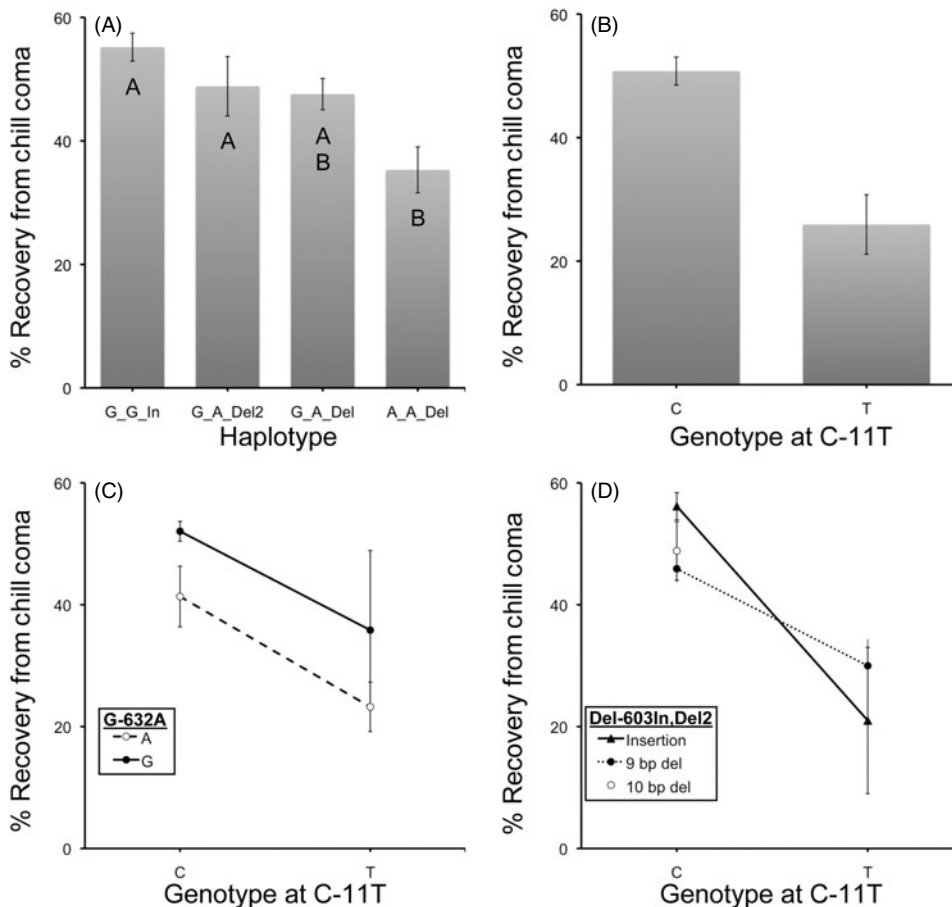 (A)
% Recovery from chill coma
60
40
20
0
A
A
A
B
B
G_G_In
G_A_Del2
G_A_Del
A_A_Del
Haplotype
(B)
% Recovery from chill coma
60
40
20
0
C
T
Genotype at C-11T
(C)
% Recovery from chill coma
60
40
20
0
G-632A
A
G
C
T
Genotype at C-11T
(D)
% Recovery from chill coma
60
40
20
0
Del-603In,Del2
Insertion
9 bp del
10 bp del
C
T
Genotype at C-11T